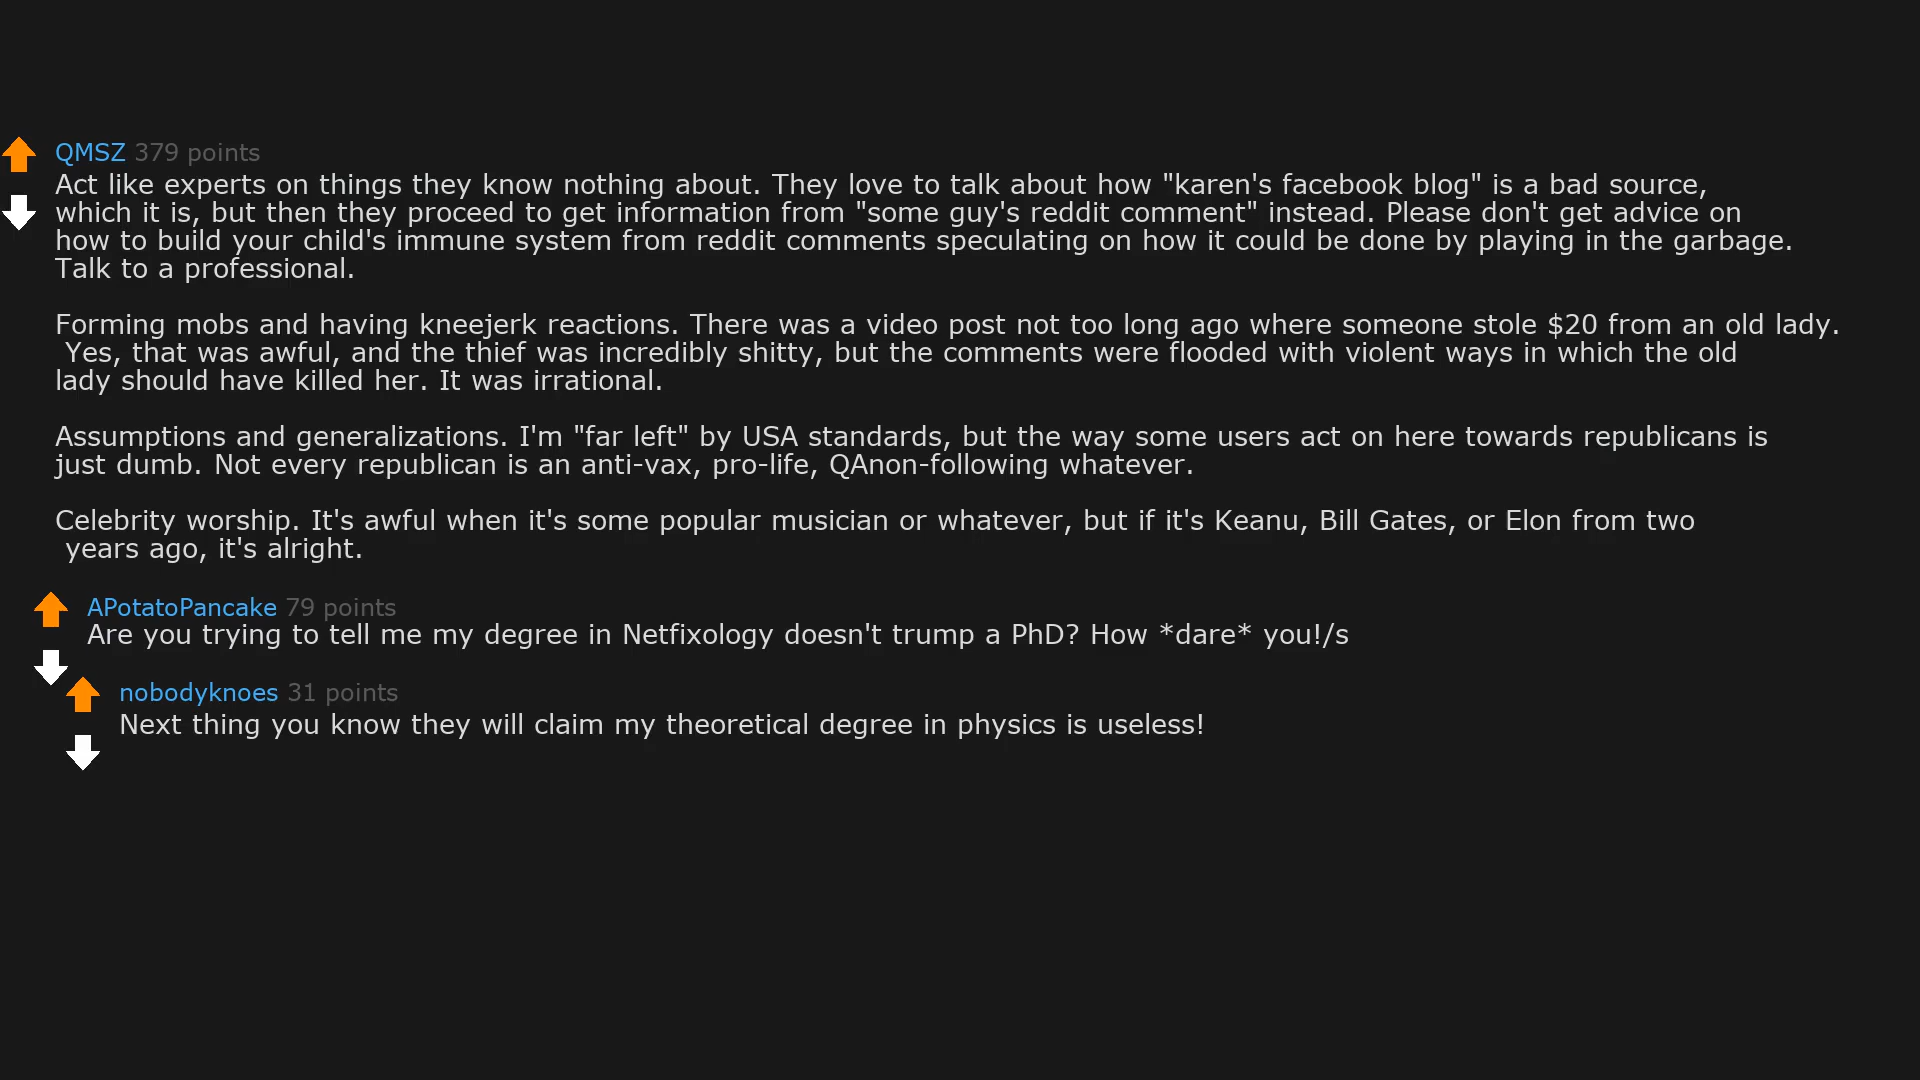 QMSZ 379 points
Act like experts on things they know nothing about. They love to talk about how "karen's facebook blog" is a bad source,
which it is, but then they proceed to get information from "some guy's reddit comment" instead. Please don't get advice on
how to build your child's immune system from reddit comments speculating on how it could be done by playing in the garbage.
Talk to a professional.
Forming mobs and having kneejerk reactions. There was a video post not too long ago where someone stole $20 from an old lady.
Yes, that was awful, and the thief was incredibly shitty, but the comments were flooded with violent ways in which the old
lady should have killed her. It was irrational.
Assumptions and generalizations. I'm "far left" by USA standards, but the way some users act on here towards republicans is
just dumb. Not every republican is an anti-vax, pro-life, QAnon-following whatever.
Celebrity worship. It's awful when it's some popular musician or whatever, but if it's Keanu, Bill Gates, or Elon from two
years ago, it's alright.
APotatoPancake 79 points
Are you trying to tell me my degree in Netfixology doesn't trump a PhD? How *dare* you!/s
nobodyknoes 31 points
Next thing you know they will claim my theoretical degree in physics is useless!